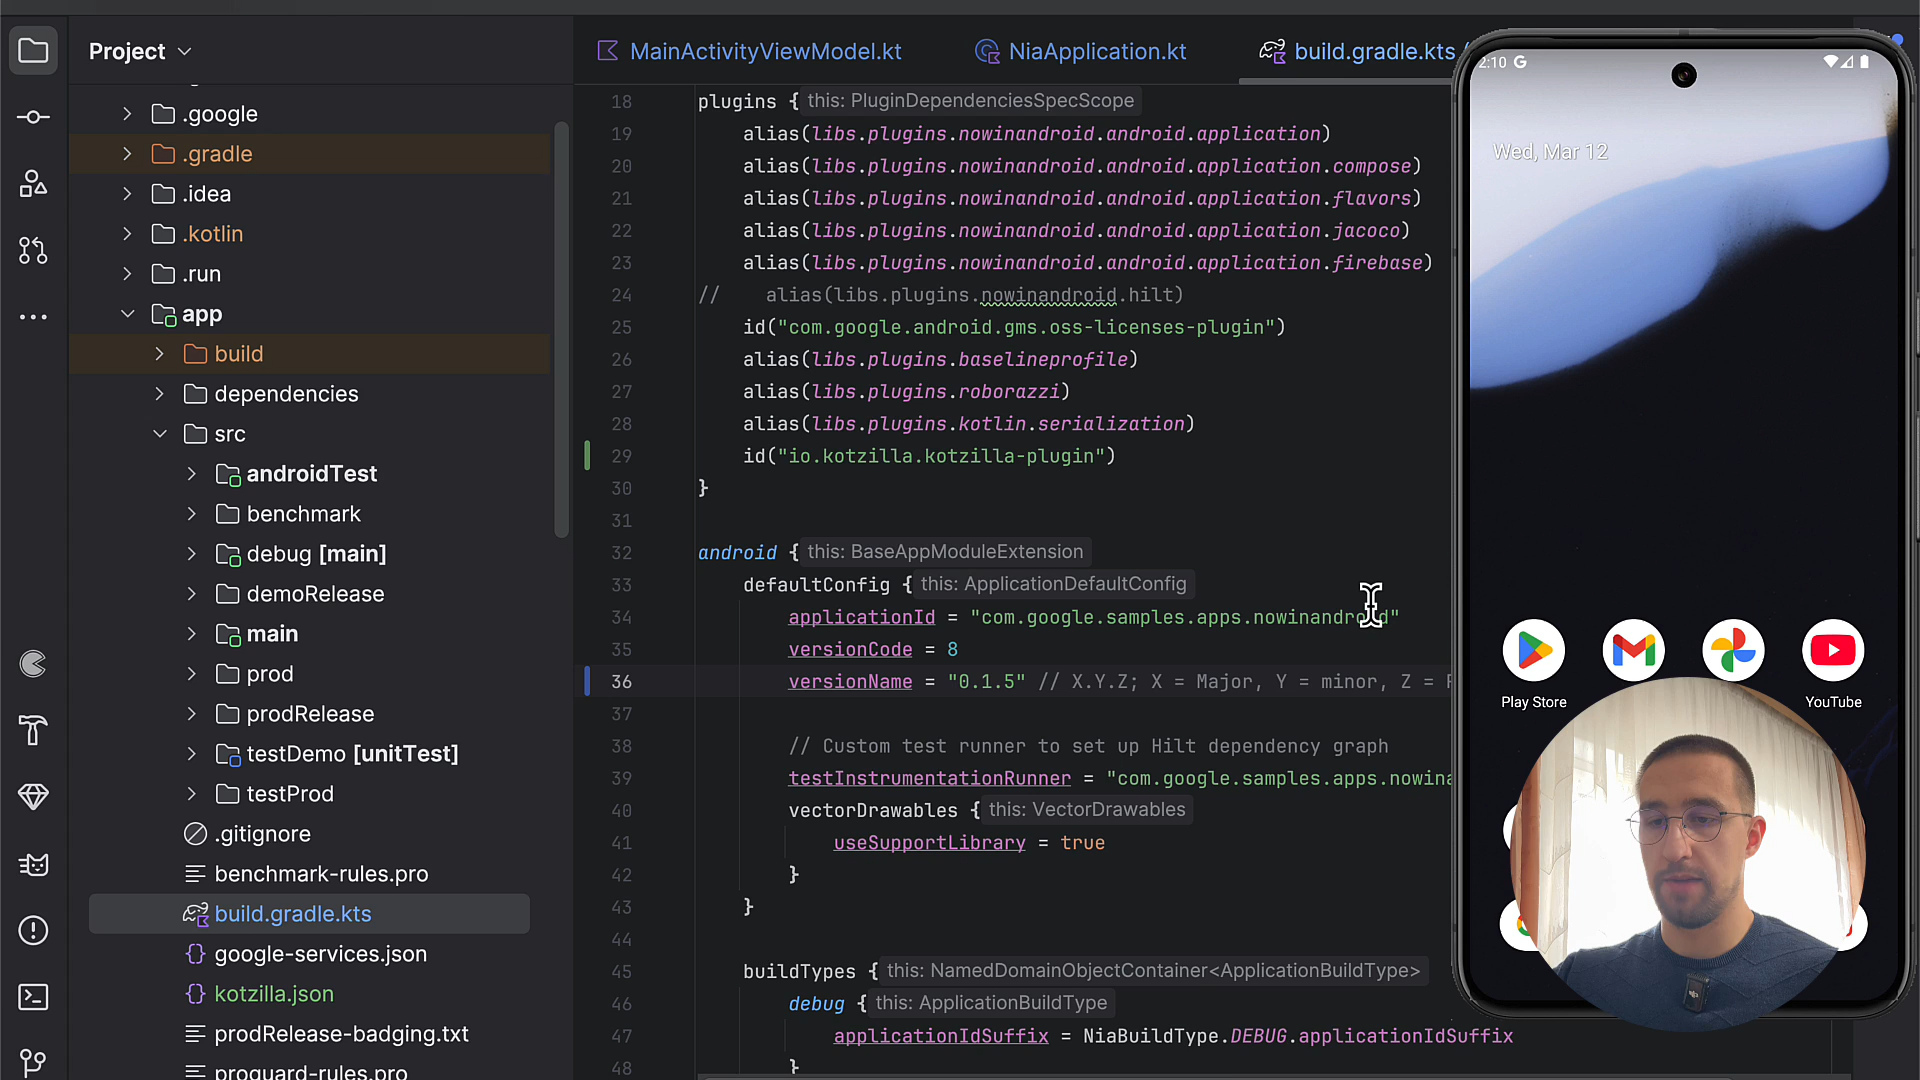 Project
.google
.gradle
.idea
.kotlin
.run
app
build
dependencies
src
androidTest
benchmark
debug [main]
demoRelease
main
prod
prodRelease
testDemo [unitTest]
testProd
.gitignore
benchmark-rules.pro
build.gradle.kts
google-services.json
kotzilla.json
prodRelease-badging.txt
proguard-rules.pro
MainActivityViewModel.kt
NiaApplication.kt
build.gradle.kts
18 plugins { this: PluginDependenciesSpecScope
19 alias(libs.plugins.nowinandroid.android.application)
20 alias(libs.plugins.nowinandroid.android.application.compose)
21 alias(libs.plugins.nowinandroid.android.application.flavors)
22 alias(libs.plugins.nowinandroid.android.application.jacoco)
23 alias(libs.plugins.nowinandroid.android.application.firebase)
24 // alias(libs.plugins.nowinandroid.hilt)
25 id("com.google.android.gms.oss-licenses-plugin")
26 alias(libs.plugins.baselineprofile)
27 alias(libs.plugins.roborazzi)
28 alias(libs.plugins.kotlin.serialization)
29 id("io.kotzilla.kotzilla-plugin")
30 }
31
32 android { this: BaseAppModuleExtension
33 defaultConfig { this: ApplicationDefaultConfig
34 applicationId = "com.google.samples.apps.nowinandroid"
35 versionCode = 8
36 versionName = "0.1.5" // X.Y.Z; X = Major, Y = minor, Z =
37
38 // Custom test runner to set up Hilt dependency graph
39 testInstrumentationRunner = "com.google.samples.apps.nowina
40 vectorDrawables { this: VectorDrawables
41 useSupportLibrary = true
42 }
43 }
44
45 buildTypes { this: NamedDomainObjectContainer<ApplicationBuildType>
46 debug { this: ApplicationBuildType
47 applicationIdSuffix = NiaBuildType.DEBUG.applicationIdSuffix
48 }
2:10 G
Wed, Mar 12
Play Store
YouTube